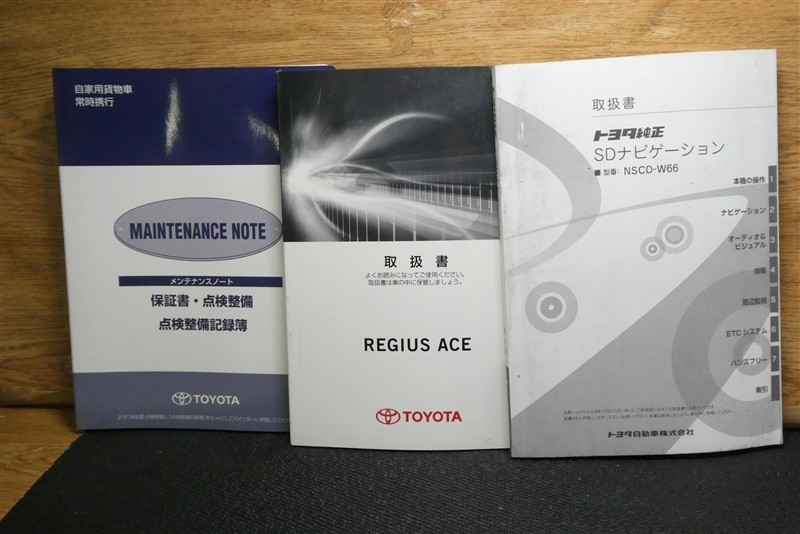 自家用貨物車
常時携行
MAINTENANCE NOTE
メンテナンスノート
保証書・点検整備
点検整備記録簿
TOYOTA
取扱書
よくお読みになってご使用ください。
取扱書は車の中に保管しましょう。
REGIUS ACE
TOYOTA
取扱書
トヨタ純正
SDナビゲーション
■ 型番: NSCD-W66
本機の操作 1
ナビゲーション 2
オーディオ&
ビジュアル 3
情報 4
周辺監視 5
ETCシステム 6
ハンズフリー 7
索引
トヨタ自動車株式会社